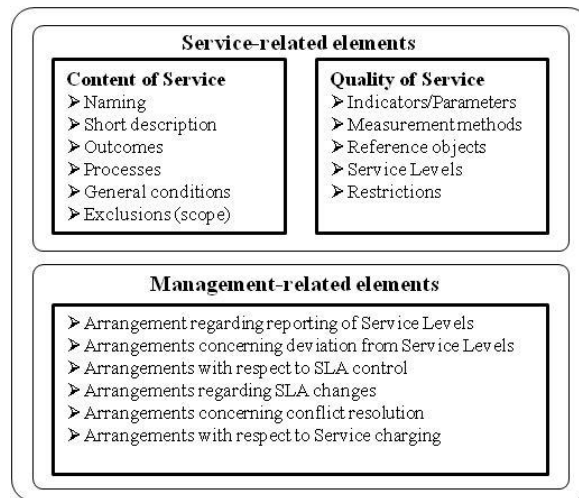 Service-related elements
Content of Service
➢ Naming
➢ Short description
➢ Outcomes
➢ Processes
➢ General conditions
➢ Exclusions (scope)
Quality of Service
➢ Indicators/Parameters
➢ Measurement methods
➢ Reference objects
➢ Service Levels
➢ Restrictions
Management-related elements
➢ Arrangement regarding reporting of Service Levels
➢ Arrangements concerning deviation from Service Levels
➢ Arrangements with respect to SLA control
➢ Arrangements regarding SLA changes
➢ Arrangements concerning conflict resolution
➢ Arrangements with respect to Service charging